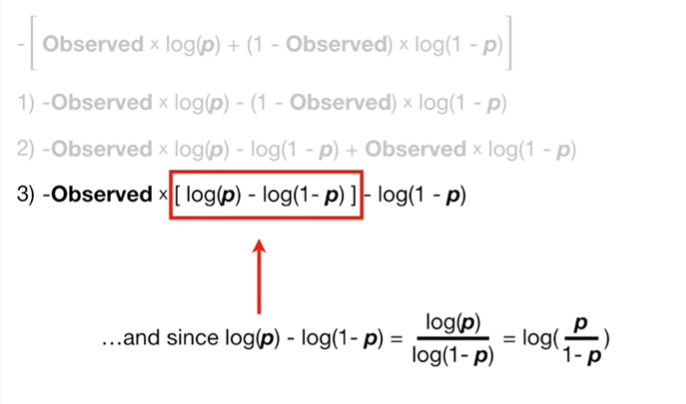 -[ Observed × log(p) + (1 - Observed) × log(1 - p) ]
1) -Observed × log(p) - (1 - Observed) × log(1 - p)
2) -Observed × log(p) - log(1 - p) + Observed × log(1 - p)
3) -Observed × [ log(p) - log(1- p) ] - log(1 - p)
...and since log(p) - log(1- p) = log(p) / log(1- p) = log( p / 1- p )